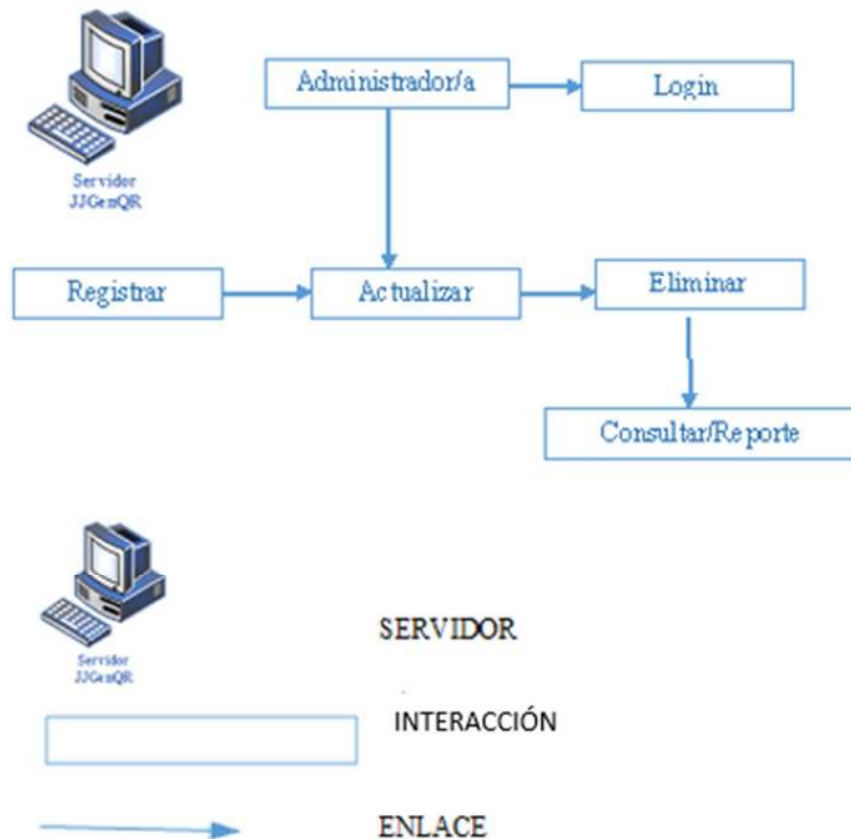 Administrador/a
Login
Servidor
JJGenQR
Registrar
Actualizar
Eliminar
Consultar/Reporte
Servidor
JJGenQR
SERVIDOR
INTERACCIÓN
ENLACE